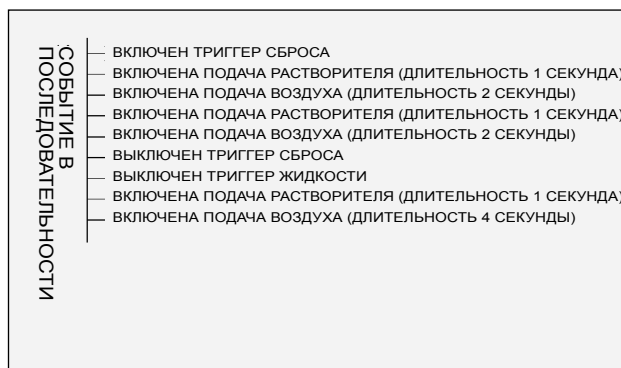 СОБЫТИЕ В
ПОСЛЕДОВАТЕЛЬНОСТИ
ВКЛЮЧЕН ТРИГГЕР СБРОСА
ВКЛЮЧЕНА ПОДАЧА РАСТВОРИТЕЛЯ (ДЛИТЕЛЬНОСТЬ 1 СЕКУНДА)
ВКЛЮЧЕНА ПОДАЧА ВОЗДУХА (ДЛИТЕЛЬНОСТЬ 2 СЕКУНДЫ)
ВКЛЮЧЕНА ПОДАЧА РАСТВОРИТЕЛЯ (ДЛИТЕЛЬНОСТЬ 1 СЕКУНДА)
ВКЛЮЧЕНА ПОДАЧА ВОЗДУХА (ДЛИТЕЛЬНОСТЬ 2 СЕКУНДЫ)
ВЫКЛЮЧЕН ТРИГГЕР СБРОСА
ВЫКЛЮЧЕН ТРИГГЕР ЖИДКОСТИ
ВКЛЮЧЕНА ПОДАЧА РАСТВОРИТЕЛЯ (ДЛИТЕЛЬНОСТЬ 1 СЕКУНДА)
ВКЛЮЧЕНА ПОДАЧА ВОЗДУХА (ДЛИТЕЛЬНОСТЬ 4 СЕКУНДЫ)